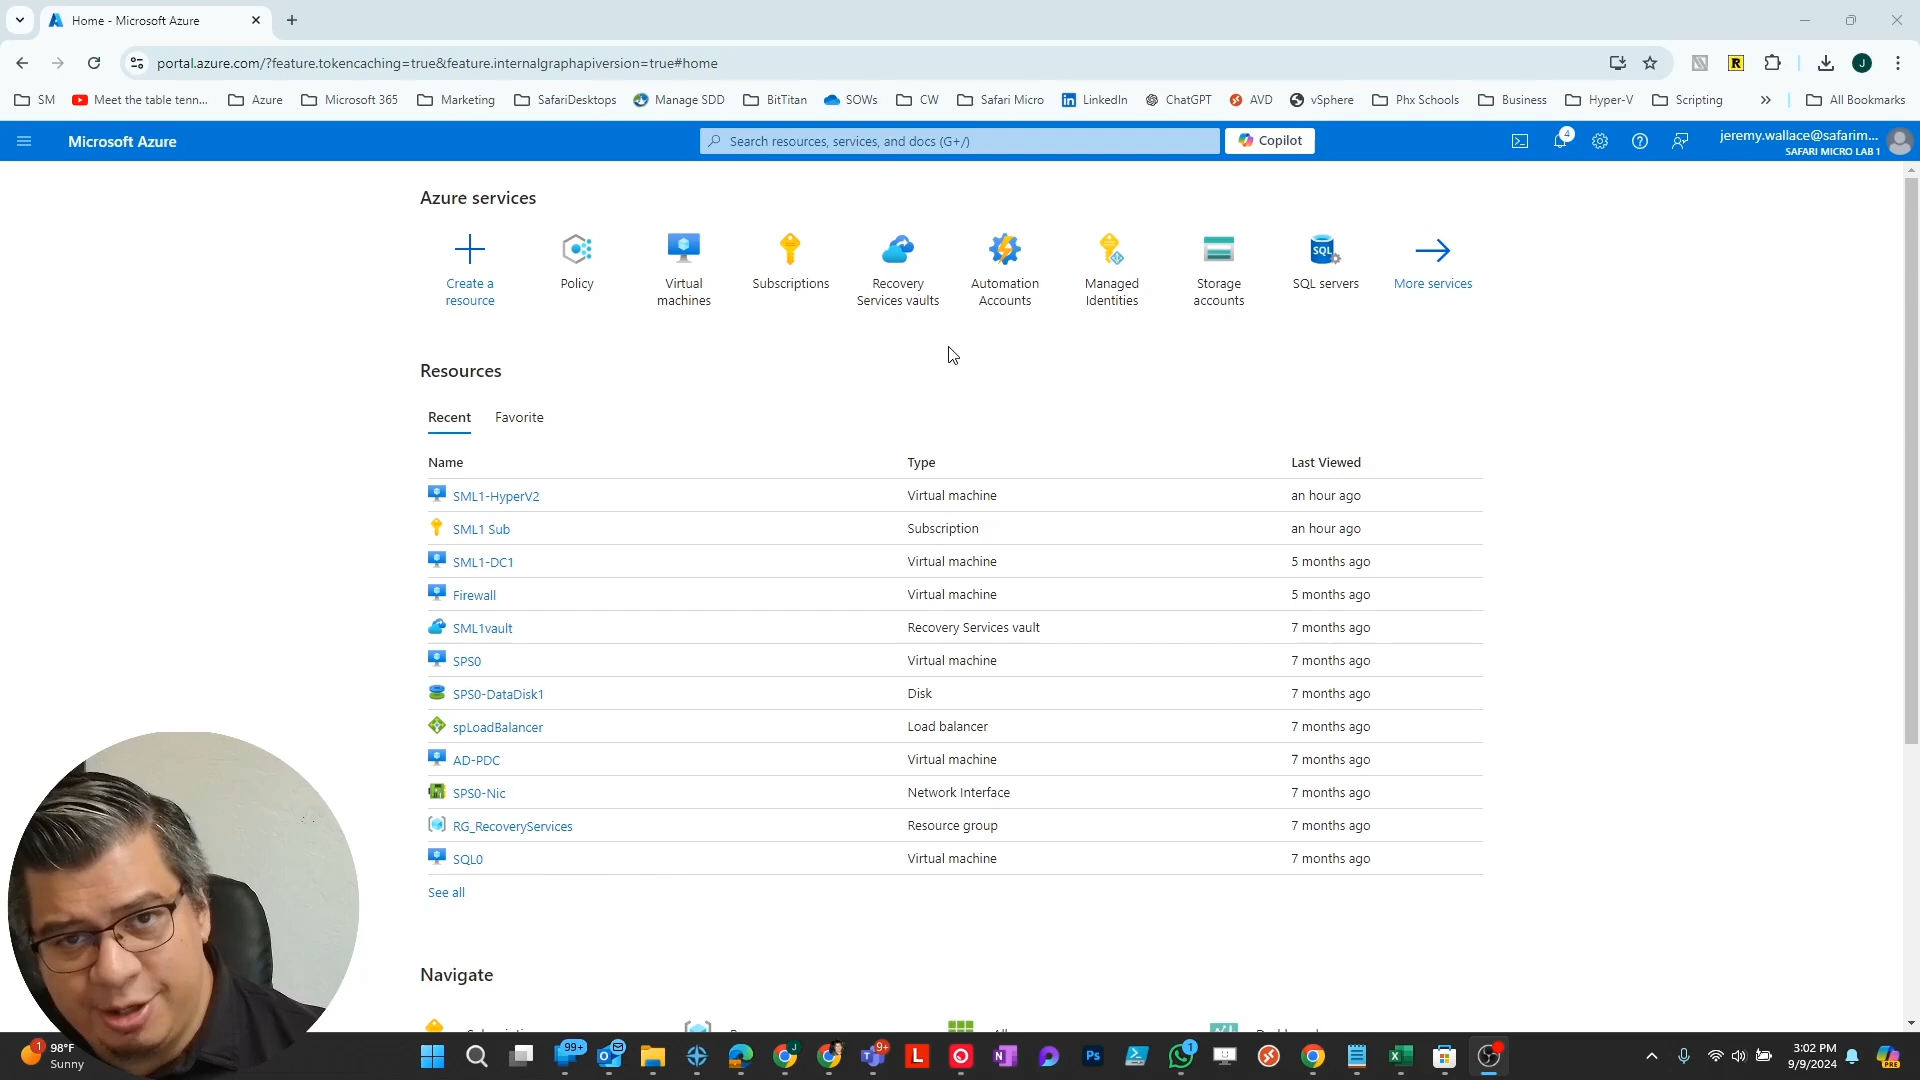 Home - Microsoft Azure
portal.azure.com/?feature.tokencaching=true&feature.internalgraphapiversion=true#home
SM
Meet the table tenn...
Azure
Microsoft 365
Marketing
SafariDesktops
Manage SDD
BitTitan
SOWs
CW
Safari Micro
LinkedIn
ChatGPT
AVD
vSphere
Phx Schools
Business
Hyper-V
Scripting
All Bookmarks
Microsoft Azure
Search resources, services, and docs (G+/)
Copilot
4
jeremy.wallace@safarim...
SAFARI MICRO LAB 1
Azure services
Create a
resource
Policy
Virtual
machines
Subscriptions
Recovery
Services vaults
Automation
Accounts
Managed
Identities
Storage
accounts
SQL servers
More services
Resources
Recent
Favorite
Name Type Last Viewed
SML1-HyperV2 Virtual machine an hour ago
SML1 Sub Subscription an hour ago
SML1-DC1 Virtual machine 5 months ago
Firewall Virtual machine 5 months ago
SML1vault Recovery Services vault 7 months ago
SPS0 Virtual machine 7 months ago
SPS0-DataDisk1 Disk 7 months ago
spLoadBalancer Load balancer 7 months ago
AD-PDC Virtual machine 7 months ago
SPS0-Nic Network Interface 7 months ago
RG_RecoveryServices Resource group 7 months ago
SQL0 Virtual machine 7 months ago
See all
Navigate
1
98°F
Sunny
99+
9+
1
3:02 PM
9/9/2024